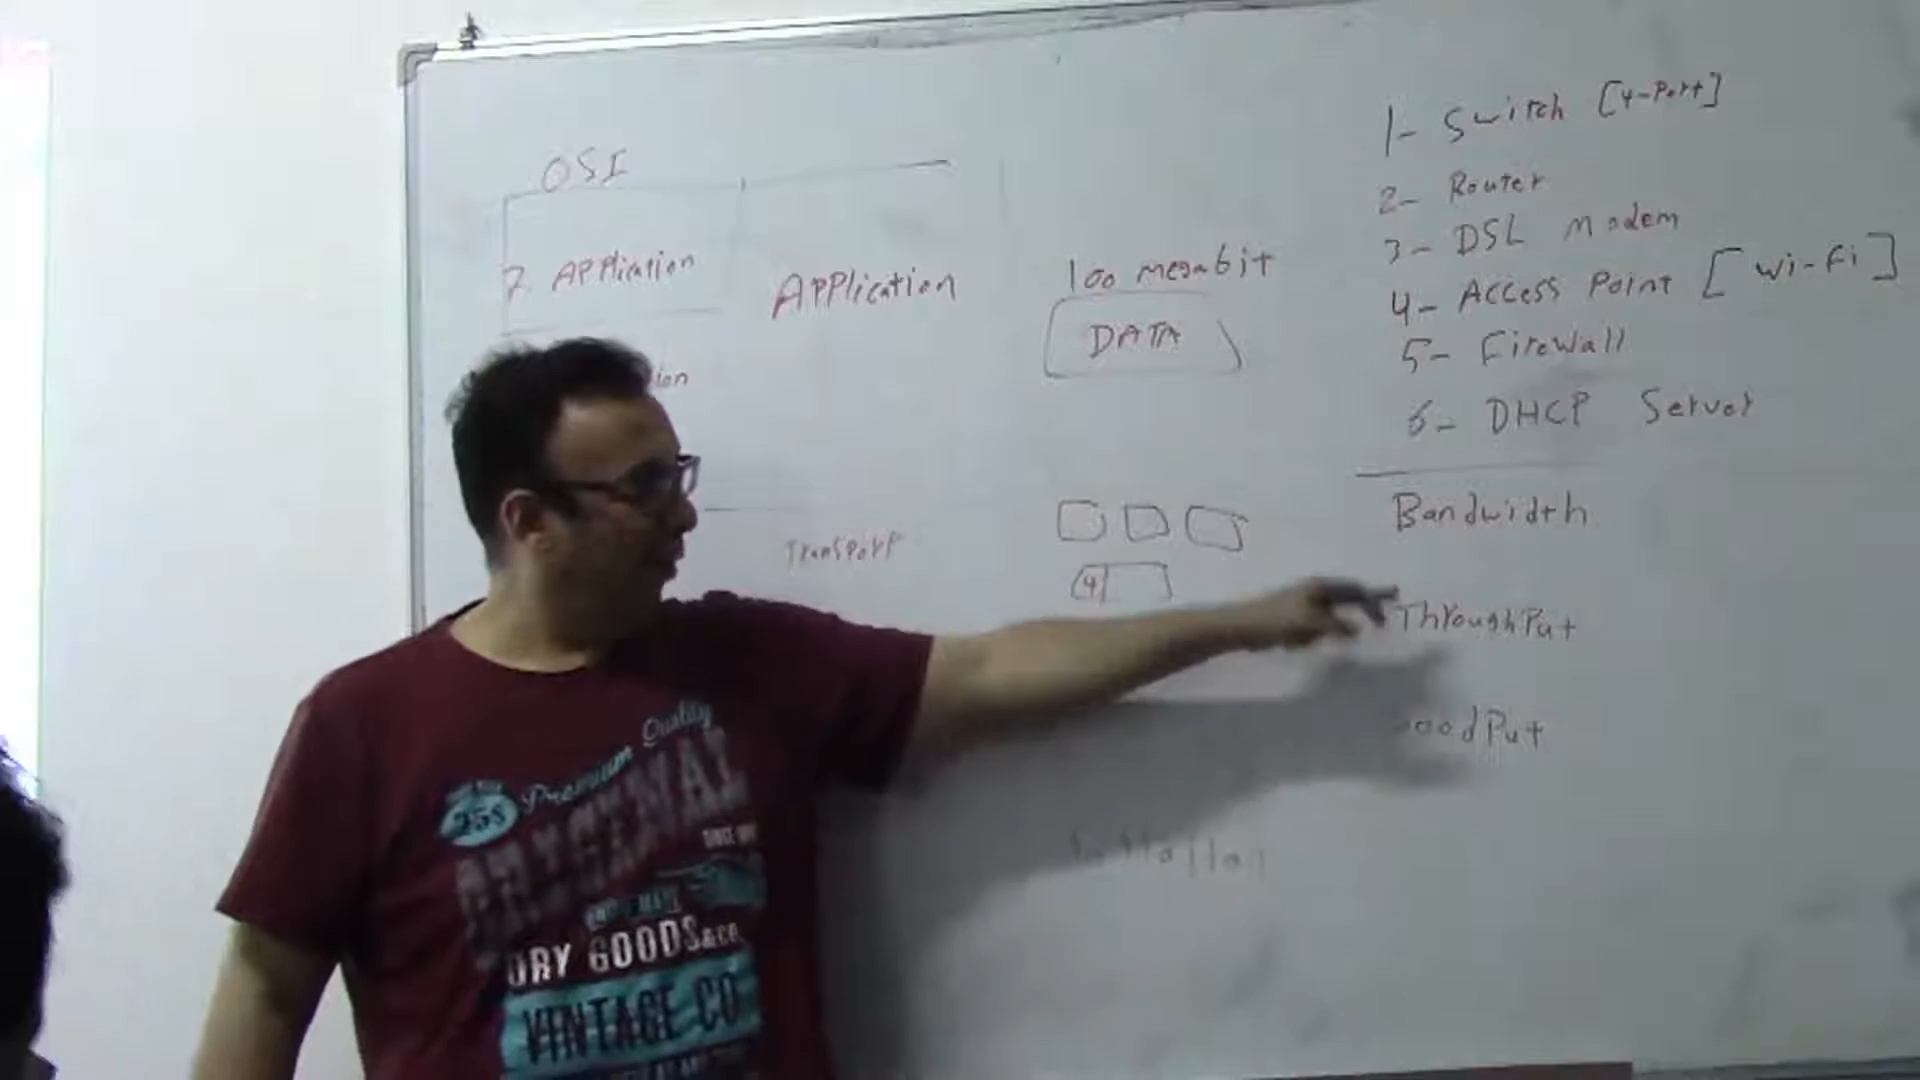 OSI
7. Application
Application
Transport
100 megabit
DATA
4
1- Switch [4-Port]
2- Router
3- DSL modem
4- Access Point [Wi-Fi]
5- Firewall
6- DHCP Server
Bandwidth
ThroughPut
oodPut
Premium Quality
ORIGINAL
DRY GOODS & CO.
VINTAGE CO